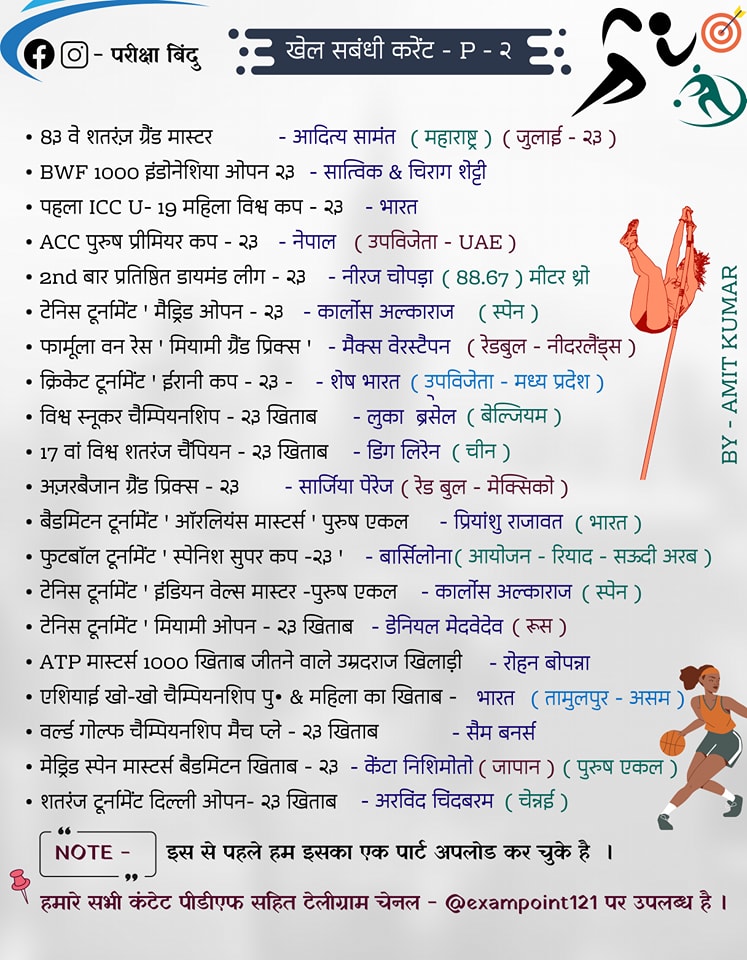 - परीक्षा बिंदु
खेल सबंधी करेंट - P - २
• ८३ वे शतरंज़ ग्रैंड मास्टर - आदित्य सामंत ( महाराष्ट्र ) ( जुलाई - २३ )
• BWF 1000 इंडोनेशिया ओपन २३ - सात्विक & चिराग शेट्टी
• पहला ICC U- 19 महिला विश्व कप - २३ - भारत
• ACC पुरुष प्रीमियर कप - २३ - नेपाल ( उपविजेता - UAE )
• 2nd बार प्रतिष्ठित डायमंड लीग - २३ - नीरज चोपड़ा ( 88.67 ) मीटर थ्रो
• टेनिस टूर्नामेंट ' मैड्रिड ओपन - २३ - कार्लोस अल्काराज ( स्पेन )
• फार्मूला वन रेस ' मियामी ग्रैंड प्रिक्स ' - मैक्स वेरस्टैपन ( रेडबुल - नीदरलैंड्स )
• क्रिकेट टूर्नामेंट ' ईरानी कप - २३ - - शेष भारत ( उपविजेता - मध्य प्रदेश )
• विश्व स्नूकर चैम्पियनशिप - २३ खिताब - लुका ब्रसेल ( बेल्जियम )
• 17 वां विश्व शतरंज चैंपियन - २३ खिताब - डिंग लिरेन ( चीन )
• अज़रबैजान ग्रैंड प्रिक्स - २३ - सार्जिया पेरेज ( रेड बुल - मेक्सिको )
• बैडमिटन टूर्नामेंट ' ऑरलियंस मास्टर्स ' पुरुष एकल - प्रियांशु राजावत ( भारत )
• फुटबॉल टूर्नामेंट ' स्पेनिश सुपर कप -२३ ' - बार्सिलोना ( आयोजन - रियाद - सऊदी अरब )
• टेनिस टूर्नामेंट ' इंडियन वेल्स मास्टर -पुरुष एकल - कार्लोस अल्काराज ( स्पेन )
• टेनिस टूर्नामेंट ' मियामी ओपन - २३ खिताब - डेनियल मेदवेदेव ( रूस )
• ATP मास्टर्स 1000 खिताब जीतने वाले उम्रदराज खिलाड़ी - रोहन बोपन्ना
• एशियाई खो-खो चैम्पियनशिप पु• & महिला का खिताब - भारत ( तामुलपुर - असम )
• वर्ल्ड गोल्फ चैम्पियनशिप मैच प्ले - २३ खिताब - सैम बनर्स
• मेड्रिड स्पेन मास्टर्स बैडमिटन खिताब - २३ - केंटा निशिमोतो ( जापान ) ( पुरुष एकल )
• शतरंज टूर्नामेंट दिल्ली ओपन- २३ खिताब - अरविंद चिंदबरम ( चेन्नई )
BY - AMIT KUMAR
NOTE - इस से पहले हम इसका एक पार्ट अपलोड कर चुके है ।
हमारे सभी कंटेट पीडीएफ सहित टेलीग्राम चेनल - @exampoint121 पर उपलब्ध है ।